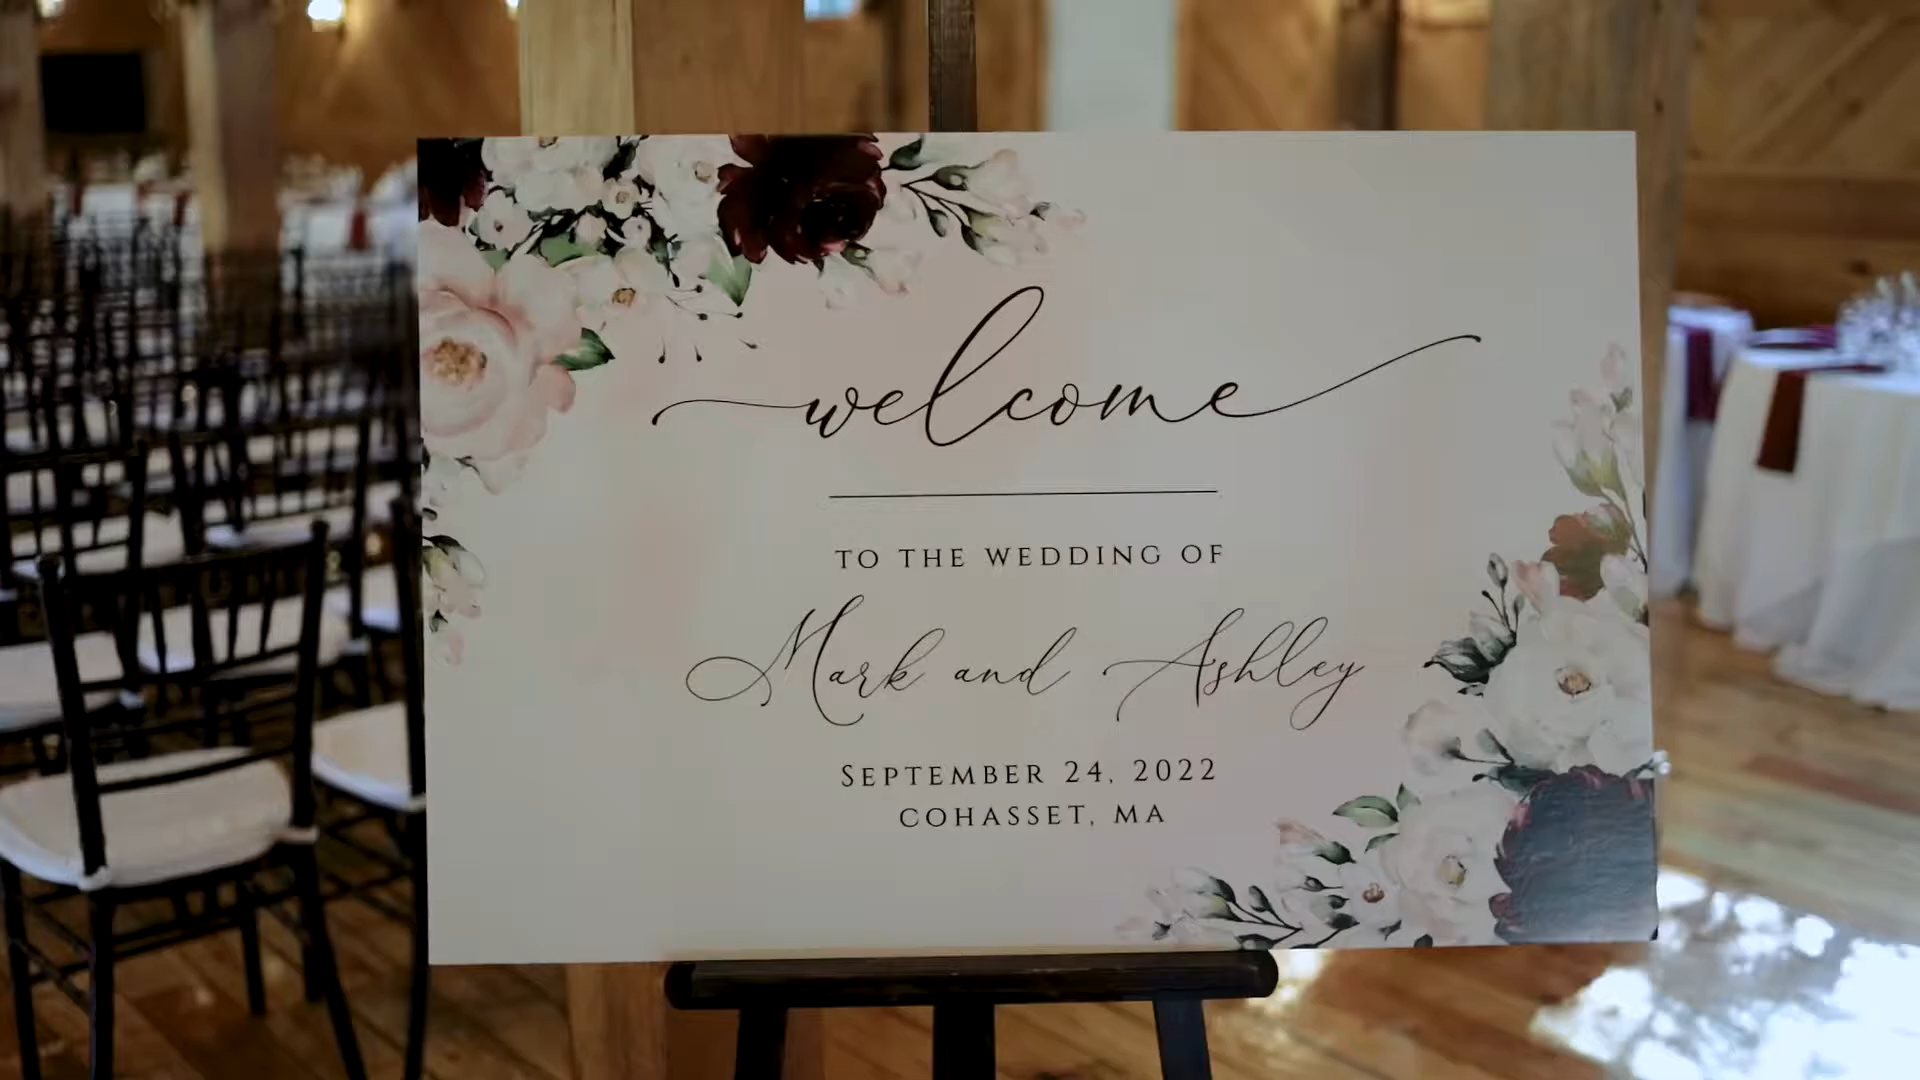 welcome
TO THE WEDDING OF
Mark and Ashley
SEPTEMBER 24, 2022
COHASSET, MA